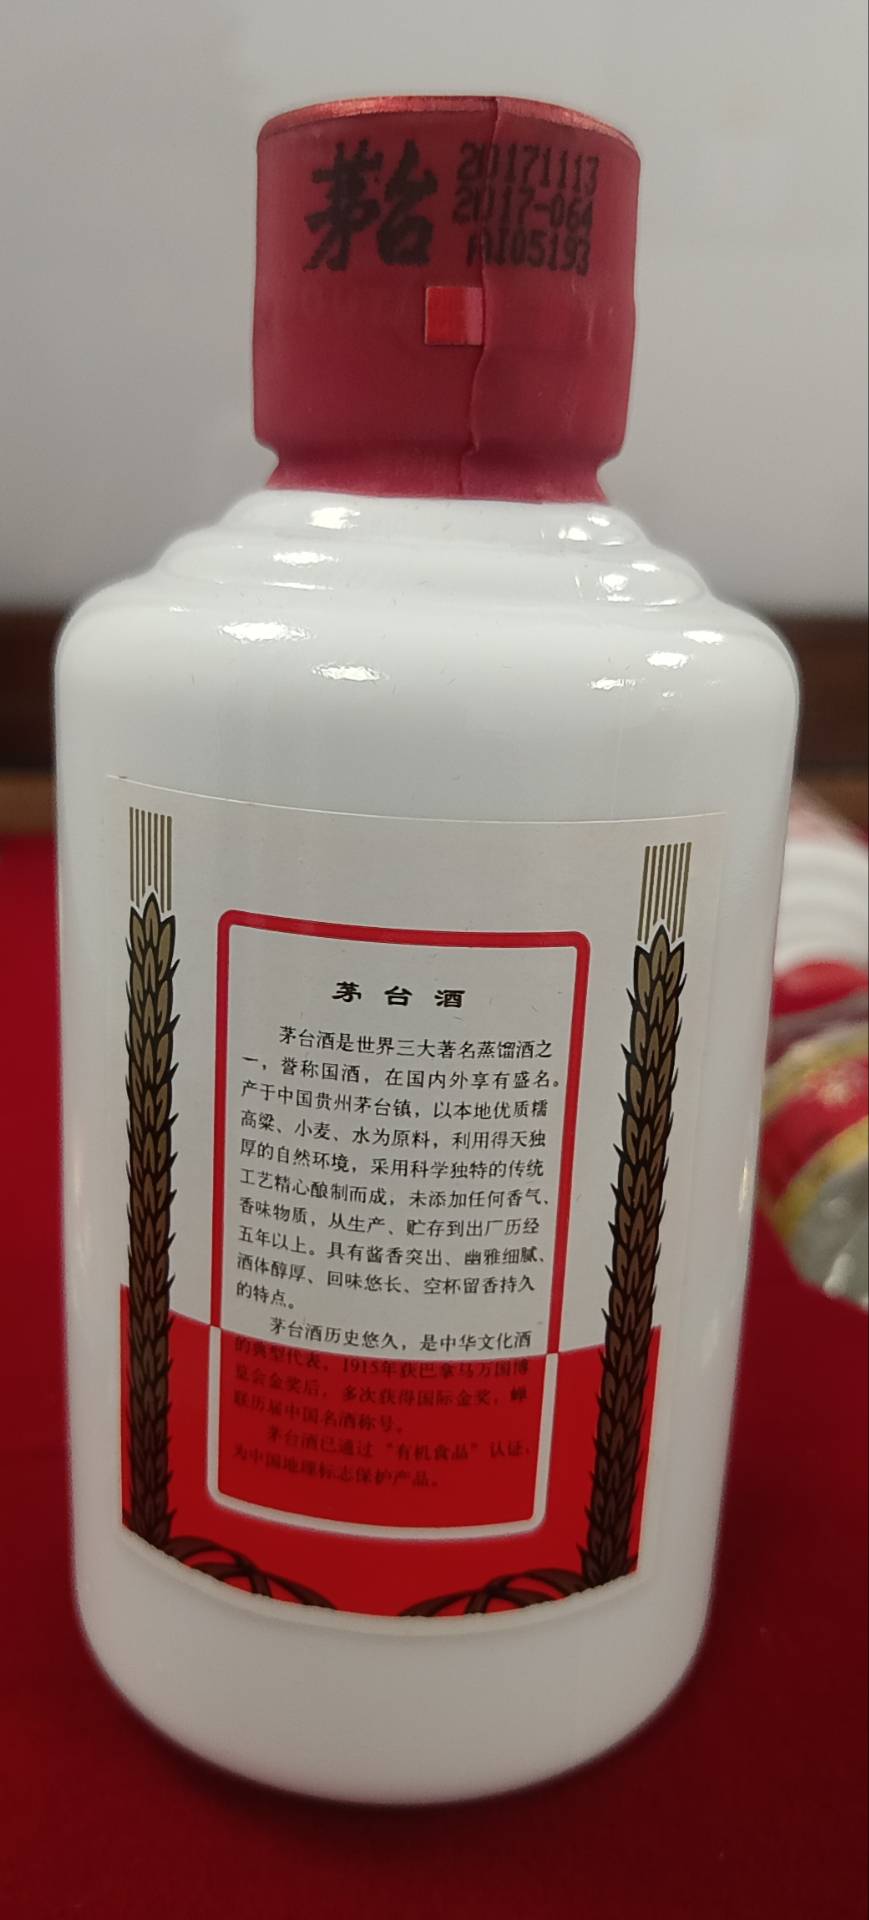 茅台
20171113
2017-064
AI05193
茅台酒
茅台酒是世界三大著名蒸馏酒之
一，誉称国酒，在国内外享有盛名。
产于中国贵州茅台镇，以本地优质糯
高粱、小麦、水为原料，利用得天独
厚的自然环境，采用科学独特的传统
工艺精心酿制而成，未添加任何香气、
香味物质，从生产、贮存到出厂历经
五年以上。具有酱香突出、幽雅细腻、
酒体醇厚、回味悠长、空杯留香持久
的特点。
茅台酒历史悠久，是中华文化酒
的典型代表。1915年获巴拿马万国博
览会金奖后，多次获得国际金奖，蝉
联历届中国名酒称号。
茅台酒已通过“有机食品”认证，
为中国地理标志保护产品。